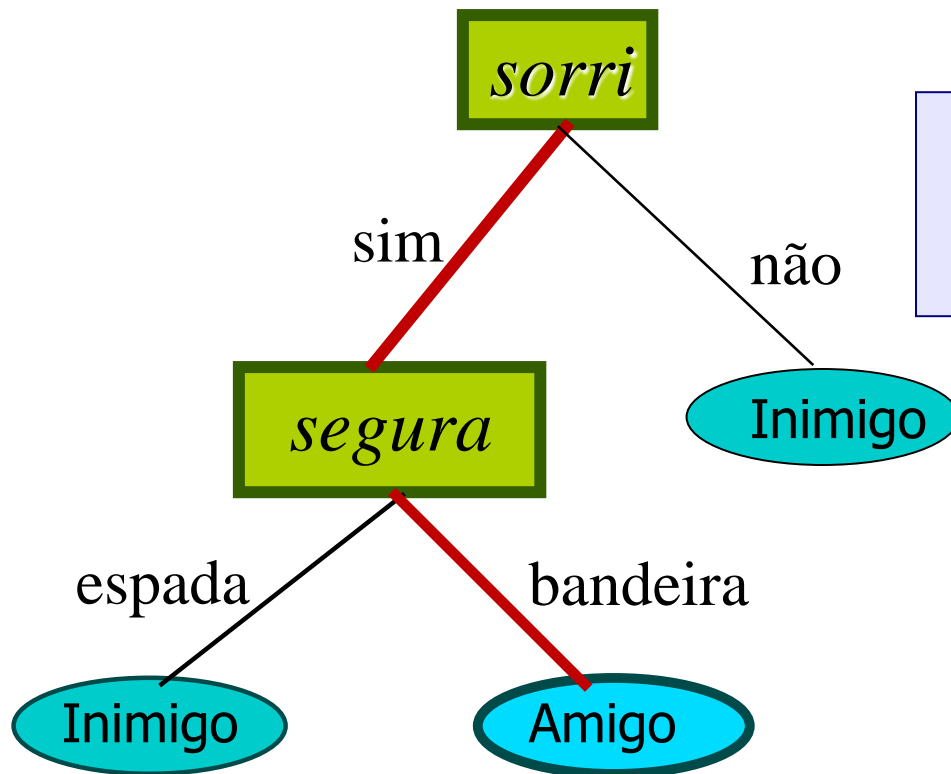 sorri
sim
não
segura
Inimigo
espada
bandeira
Inimigo
Amigo